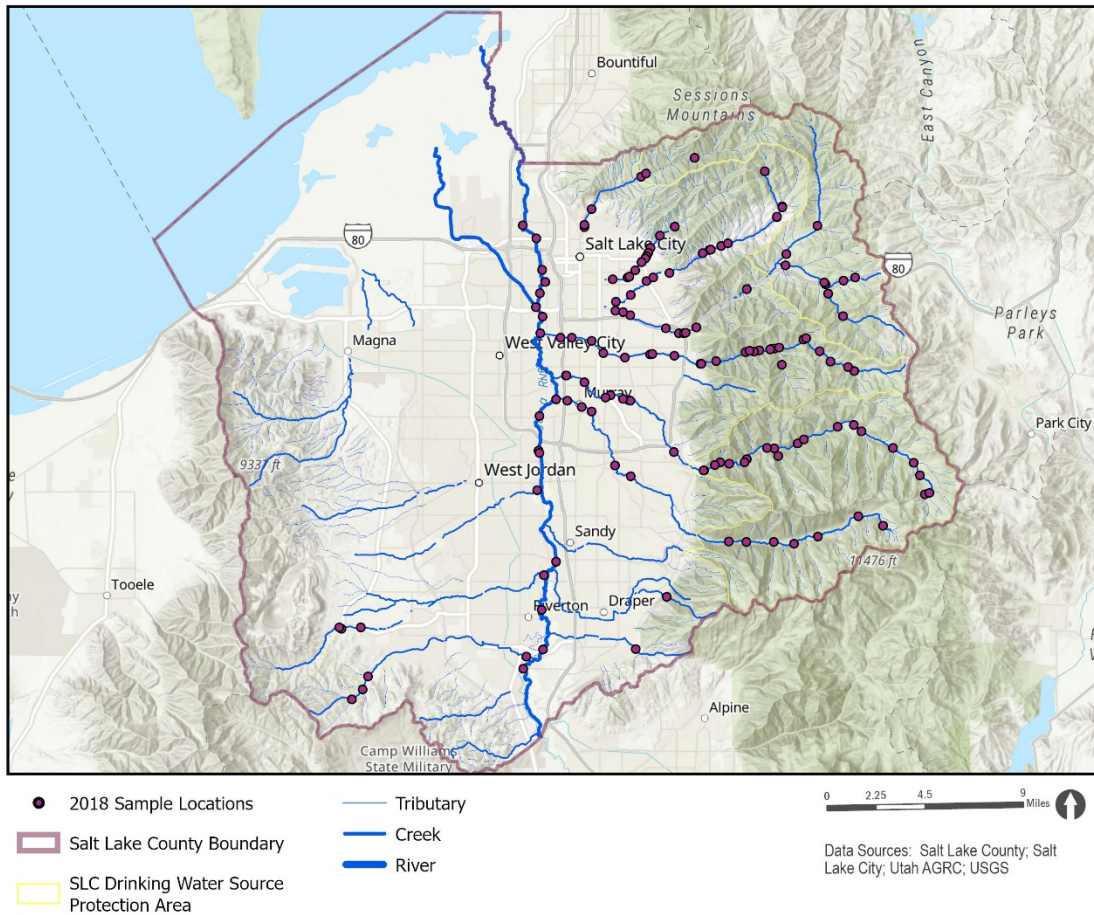 Bountiful
Sessions
Mountains
East Canyon
80
Salt Lake City
80
Parleys
Park
Magna
West Valley City
Murray
Park City
9337 ft
West Jordan
Sandy
11476 ft
Tooele
Riverton
Draper
Alpine
Camp Williams
State Military
2018 Sample Locations
Salt Lake County Boundary
SLC Drinking Water Source
Protection Area
Tributary
Creek
River
0 2.25 4.5 9
Miles
Data Sources: Salt Lake County; Salt
Lake City; Utah AGRC; USGS